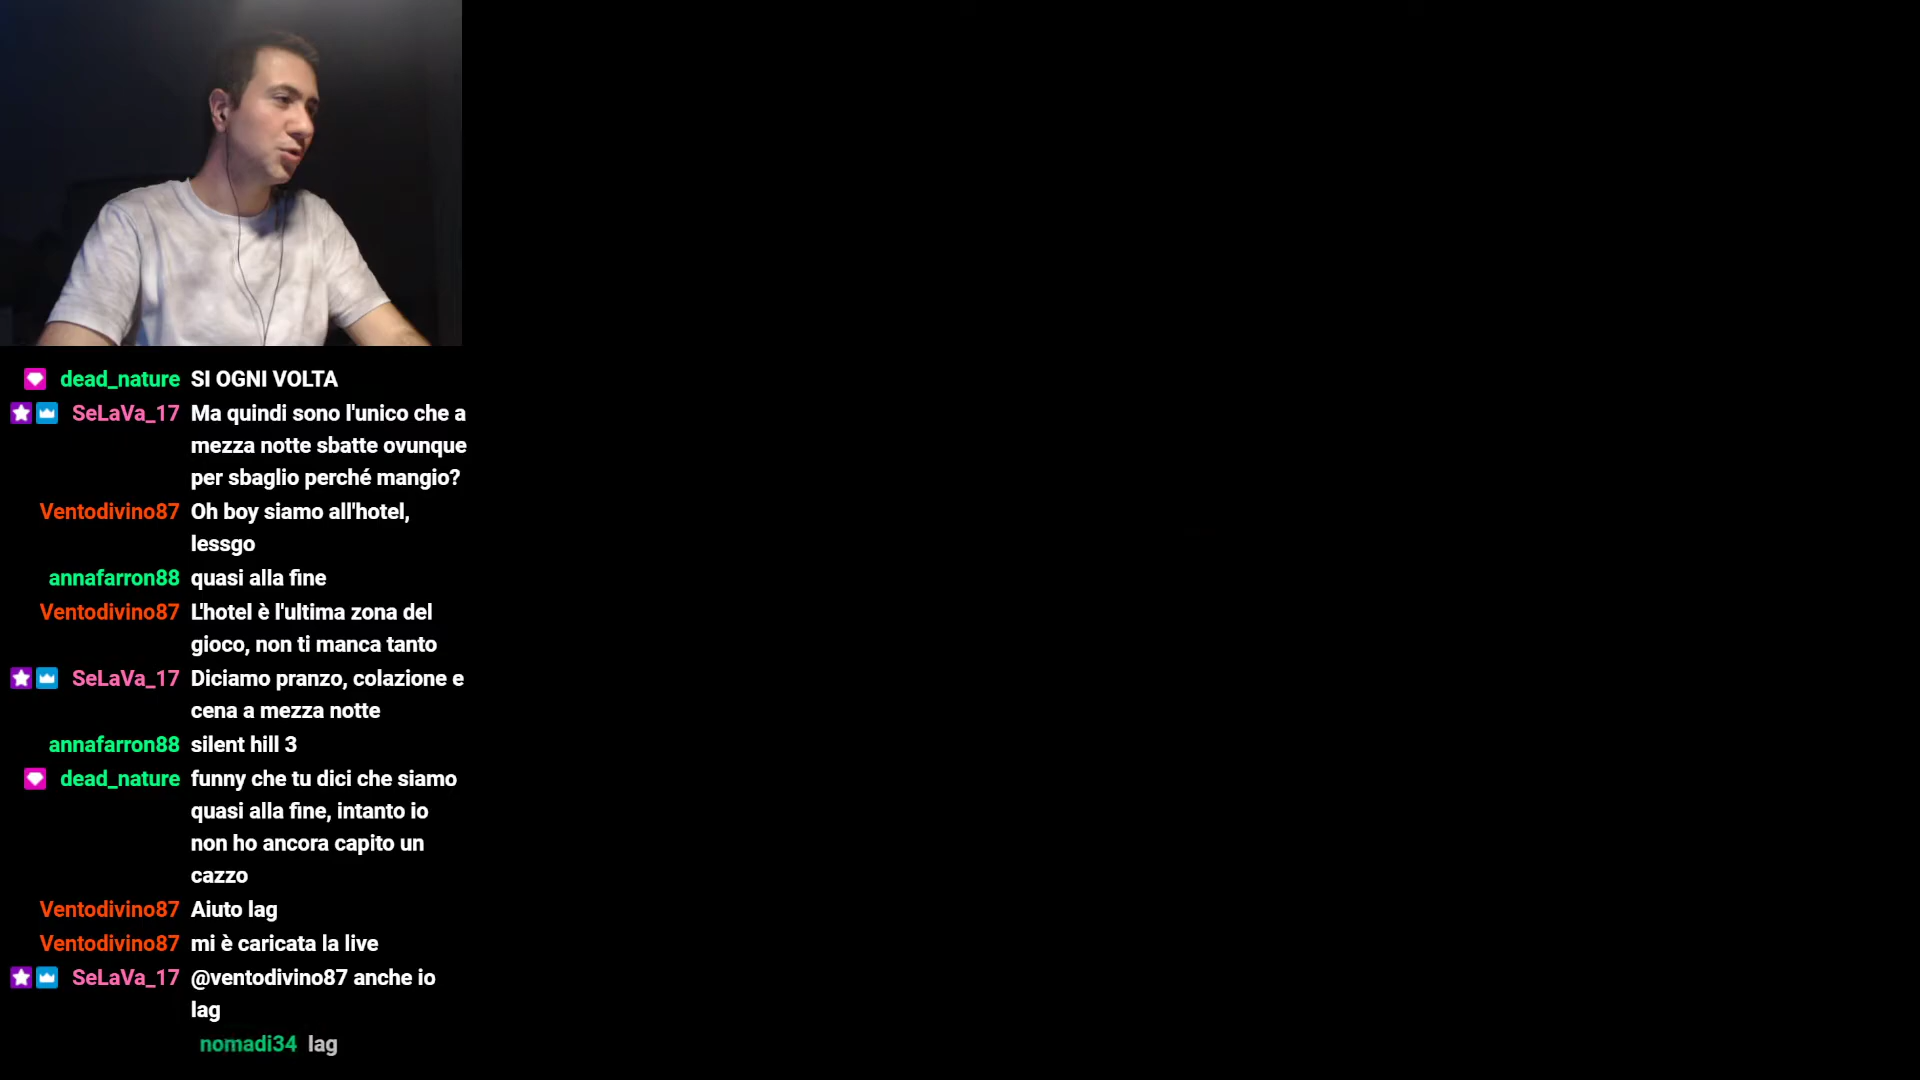 dead_nature SI OGNI VOLTA
SeLaVa_17 Ma quindi sono l'unico che a
mezza notte sbatte ovunque
per sbaglio perché mangio?
Ventodivino87 Oh boy siamo all'hotel,
lessgo
annafarron88 quasi alla fine
Ventodivino87 L'hotel è l'ultima zona del
gioco, non ti manca tanto
SeLaVa_17 Diciamo pranzo, colazione e
cena a mezza notte
annafarron88 silent hill 3
dead_nature funny che tu dici che siamo
quasi alla fine, intanto io
non ho ancora capito un
cazzo
Ventodivino87 Aiuto lag
Ventodivino87 mi è caricata la live
SeLaVa_17 @ventodivino87 anche io
lag
nomadi34 lag